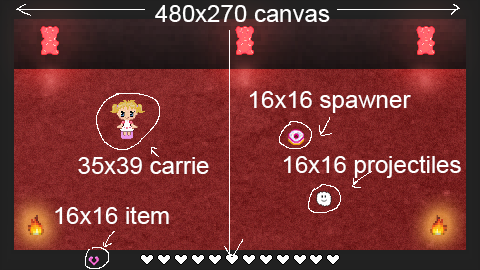 480x270 canvas
16x16 spawner
35x39 carrie
16x16 projectiles
16x16 item